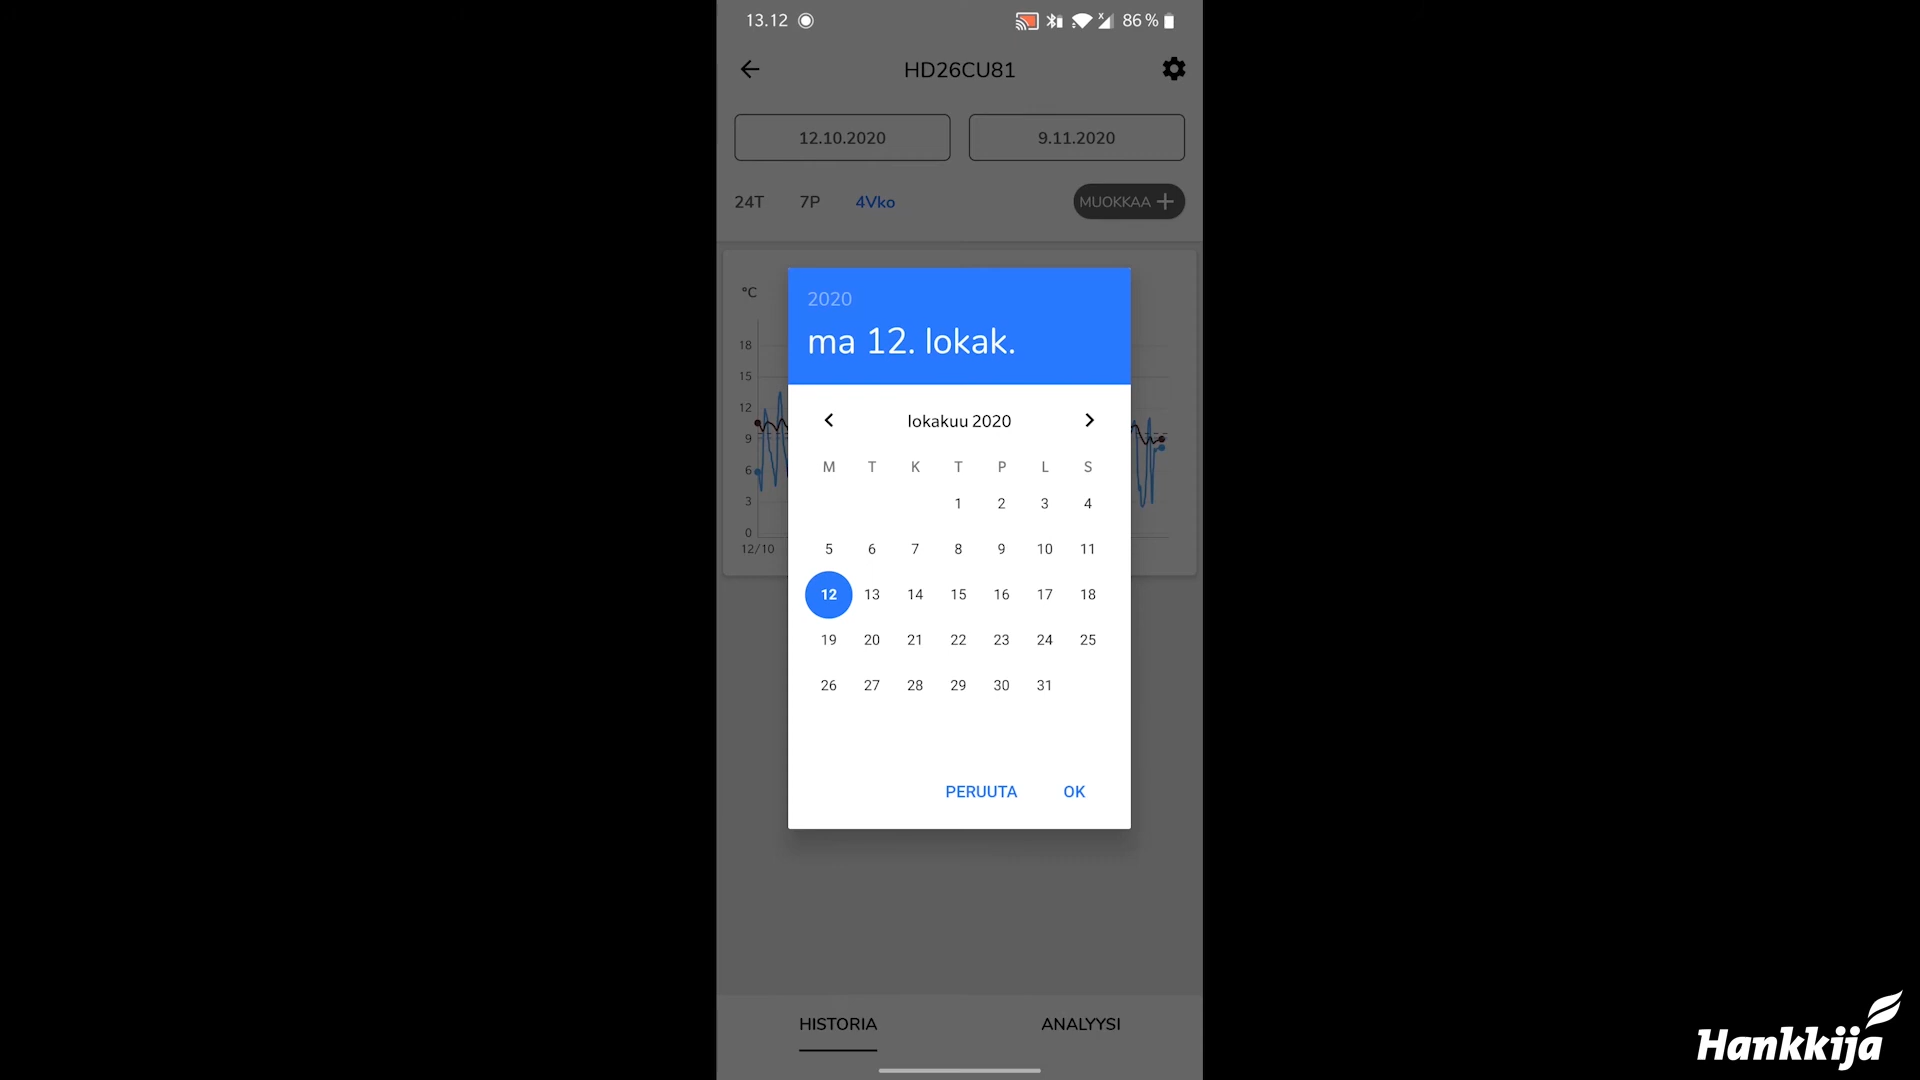 13.12 86 %
HD26CU81
12.10.2020 9.11.2020
24T 7P 4Vko MUOKKAA
°C
18
15
12
9
6
3
0
12/10
2020
ma 12. lokak.
lokakuu 2020
M T K T P L S
1 2 3 4
5 6 7 8 9 10 11
12 13 14 15 16 17 18
19 20 21 22 23 24 25
26 27 28 29 30 31
PERUUTA OK
HISTORIA ANALYYSI
Hankkija